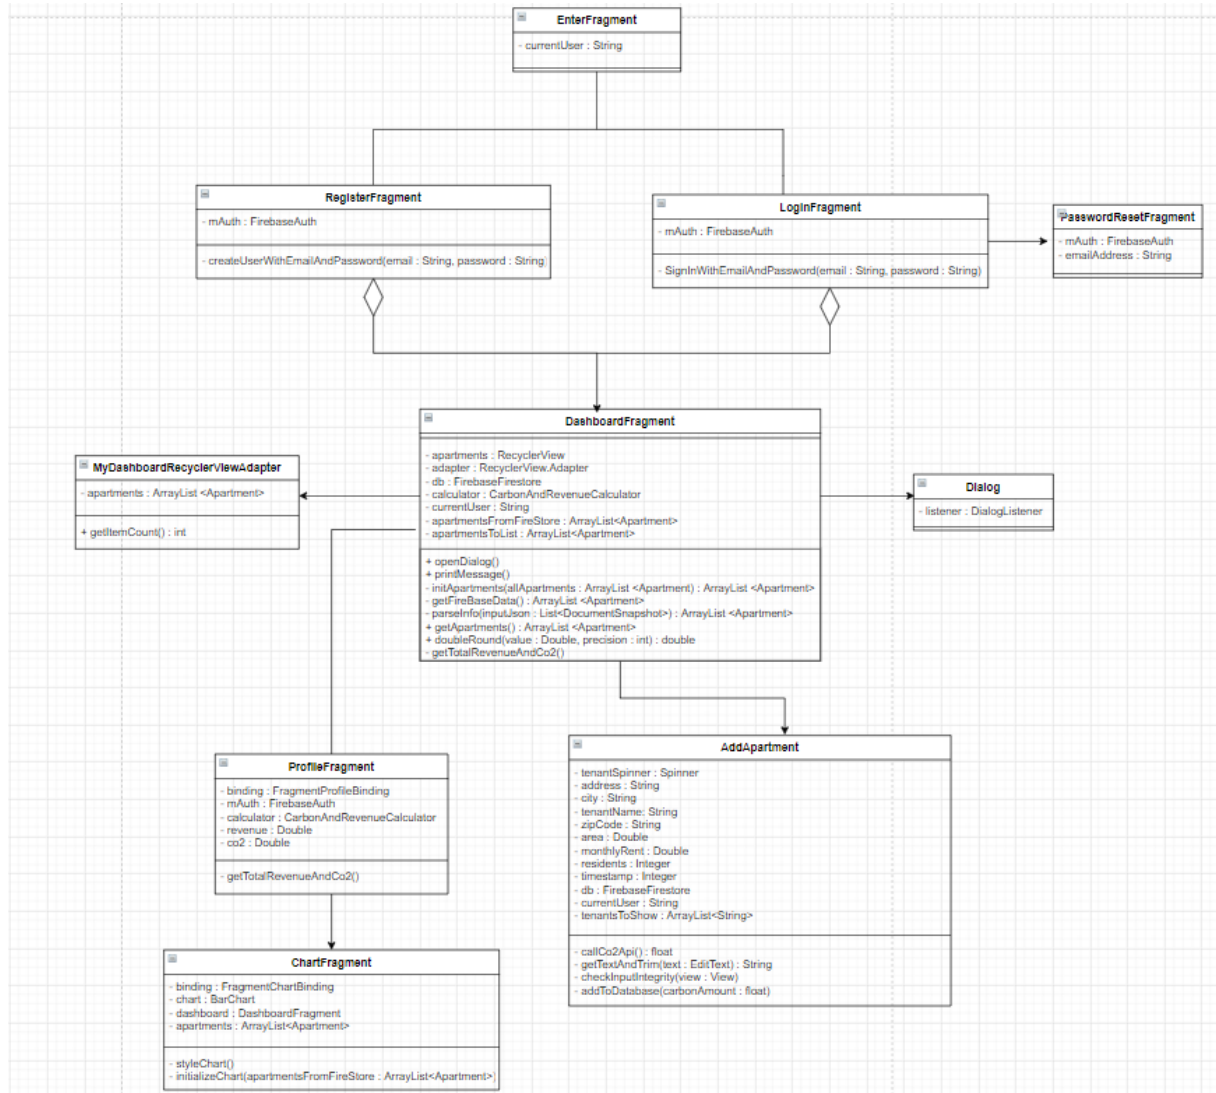 EnterFragment
- currentUser : String
RegisterFragment
- mAuth : FirebaseAuth
- createUserWithEmailAndPassword(email : String, password : String)
LogInFragment
- mAuth : FirebaseAuth
- SignInWithEmailAndPassword(email : String, password : String)
PasswordResetFragment
- mAuth : FirebaseAuth
- emailAddress : String
DashboardFragment
- apartments : RecyclerView
- adapter : RecyclerView.Adapter
- db : FirebaseFirestore
- calculator : CarbonAndRevenueCalculator
- currentUser : String
- apartmentsFromFireStore : ArrayList<Apartment>
- apartmentsToList : ArrayList<Apartment>
+ openDialog()
+ printMessage()
- initApartments(allApartments : ArrayList <Apartment) : ArrayList <Apartment>
- getFireBaseData() : ArrayList <Apartment>
- parseInfo(inputJson : List<DocumentSnapshot>) : ArrayList <Apartment>
+ getApartments() : ArrayList <Apartment>
+ doubleRound(value : Double, precision : int) : double
- getTotalRevenueAndCo2()
MyDashboardRecyclerViewAdapter
- apartments : ArrayList <Apartment>
+ getItemCount() : int
Dialog
- listener : DialogListener
ProfileFragment
- binding : FragmentProfileBinding
- mAuth : FirebaseAuth
- calculator : CarbonAndRevenueCalculator
- revenue : Double
- co2 : Double
- getTotalRevenueAndCo2()
AddApartment
- tenantSpinner : Spinner
- address : String
- city : String
- tenantName: String
- zipCode : String
- area : Double
- monthlyRent : Double
- residents : Integer
- timestamp : Integer
- db : FirebaseFirestore
- currentUser : String
- tenantsToShow : ArrayList<String>
- callCo2Api() : float
- getTextAndTrim(text : EditText) : String
- checkInputIntegrity(view : View)
- addToDatabase(carbonAmount : float)
ChartFragment
- binding : FragmentChartBinding
- chart : BarChart
- dashboard : DashboardFragment
- apartments : ArrayList<Apartment>
- styleChart()
- initializeChart(apartmentsFromFireStore : ArrayList<Apartment>)